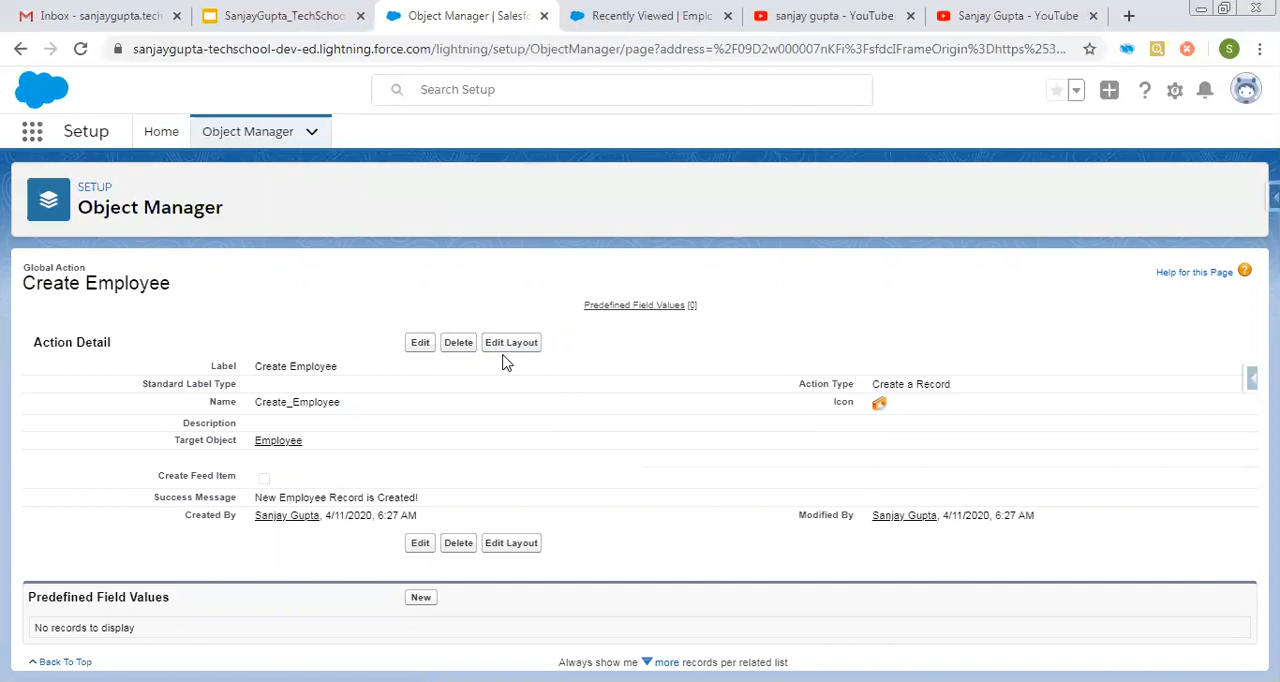 Inbox - sanjaygupta.tech
SanjayGupta_TechSchoo
Object Manager | Salesfo
Recently Viewed | Emplo
sanjay gupta - YouTube
Sanjay Gupta - YouTube
sanjaygupta-techschool-dev-ed.lightning.force.com/lightning/setup/ObjectManager/page?address=%2F09D2w000007nKFi%3FsfdcIFrameOrigin%3Dhttps%253...
S
Search Setup
Setup
Home
Object Manager
SETUP
Object Manager
Global Action
Create Employee
Help for this Page
Predefined Field Values [0]
Action Detail
Edit
Delete
Edit Layout
Label
Create Employee
Standard Label Type
Action Type
Create a Record
Name
Create_Employee
Icon
Description
Target Object
Employee
Create Feed Item
Success Message
New Employee Record is Created!
Created By
Sanjay Gupta, 4/11/2020, 6:27 AM
Modified By
Sanjay Gupta, 4/11/2020, 6:27 AM
Edit
Delete
Edit Layout
Predefined Field Values
New
No records to display
Back To Top
Always show me more records per related list